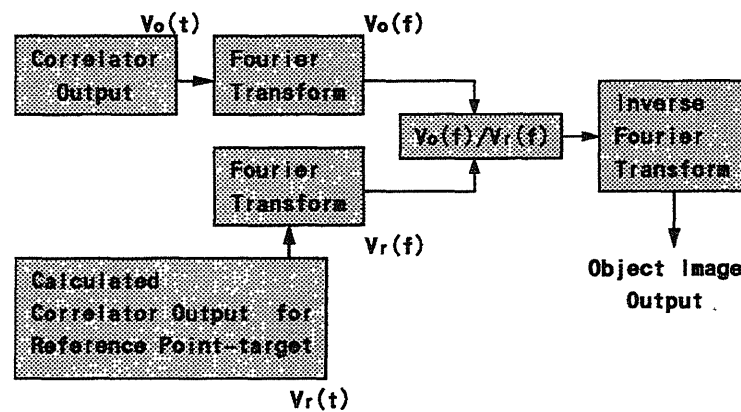 Vo(t)
Vo(f)
Correlator
Output
Fourier
Transform
Vo(f)/Vr(f)
Inverse
Fourier
Transform
Fourier
Transform
Vr(f)
Calculated
Correlator Output for
Reference Point-target
Vr(t)
Object Image
Output